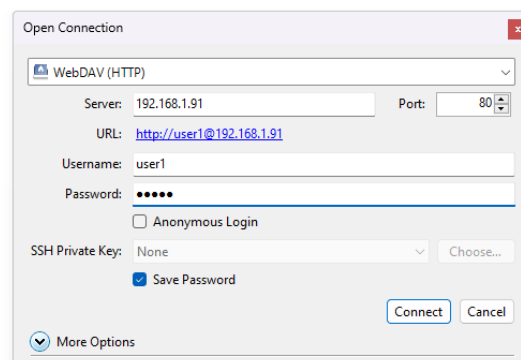 Open Connection
x
WebDAV (HTTP)
Server: 192.168.1.91 Port: 80
URL: http://user1@192.168.1.91
Username: user1
Password: •••••
Anonymous Login
SSH Private Key: None Choose...
Save Password
Connect Cancel
More Options